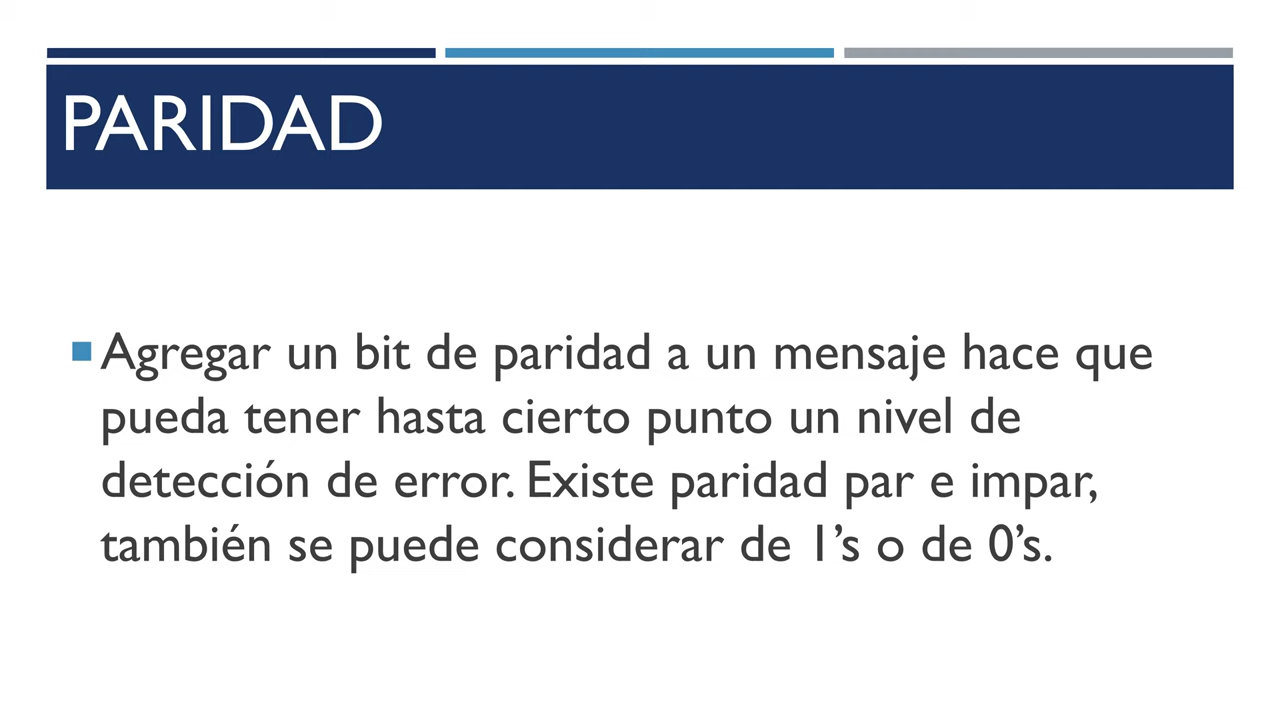 PARIDAD
Agregar un bit de paridad a un mensaje hace que
pueda tener hasta cierto punto un nivel de
detección de error. Existe paridad par e impar,
también se puede considerar de 1’s o de 0’s.